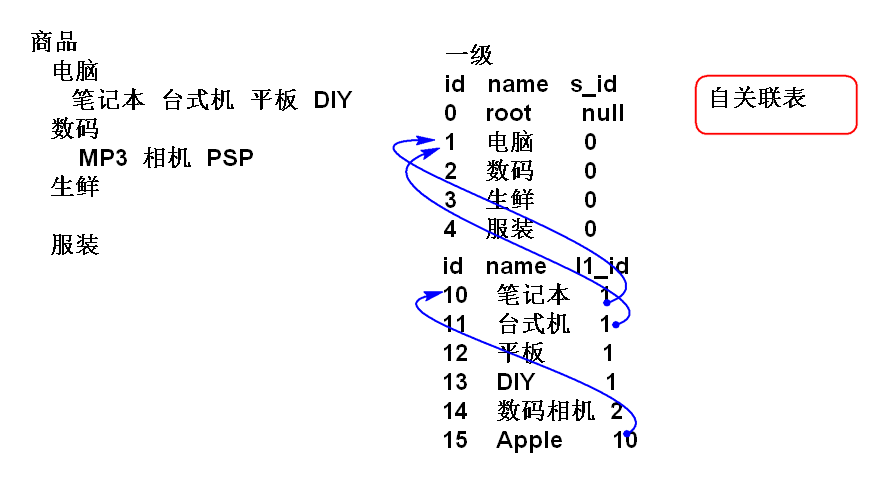 商品
电脑
笔记本 台式机 平板 DIY
数码
MP3 相机 PSP
生鲜
服装
一级
id name s_id
0 root null
1 电脑 0
2 数码 0
3 生鲜 0
4 服装 0
id name l1_id
10 笔记本 1
11 台式机 1
12 平板 1
13 DIY 1
14 数码相机 2
15 Apple 10
自关联表